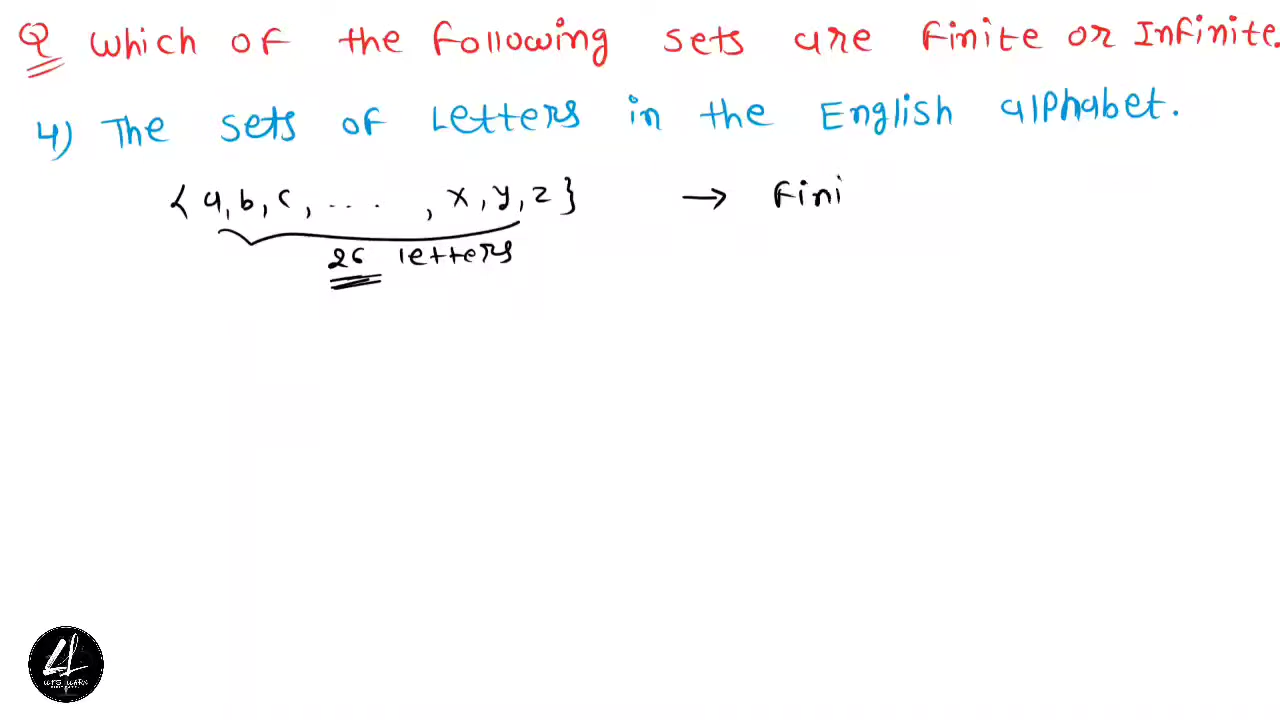 Q Which of the following sets are finite or Infinite.
4) The sets of Letters in the English alphabet.
{a, b, c, .... , x, y, z} → Fini
26 letters